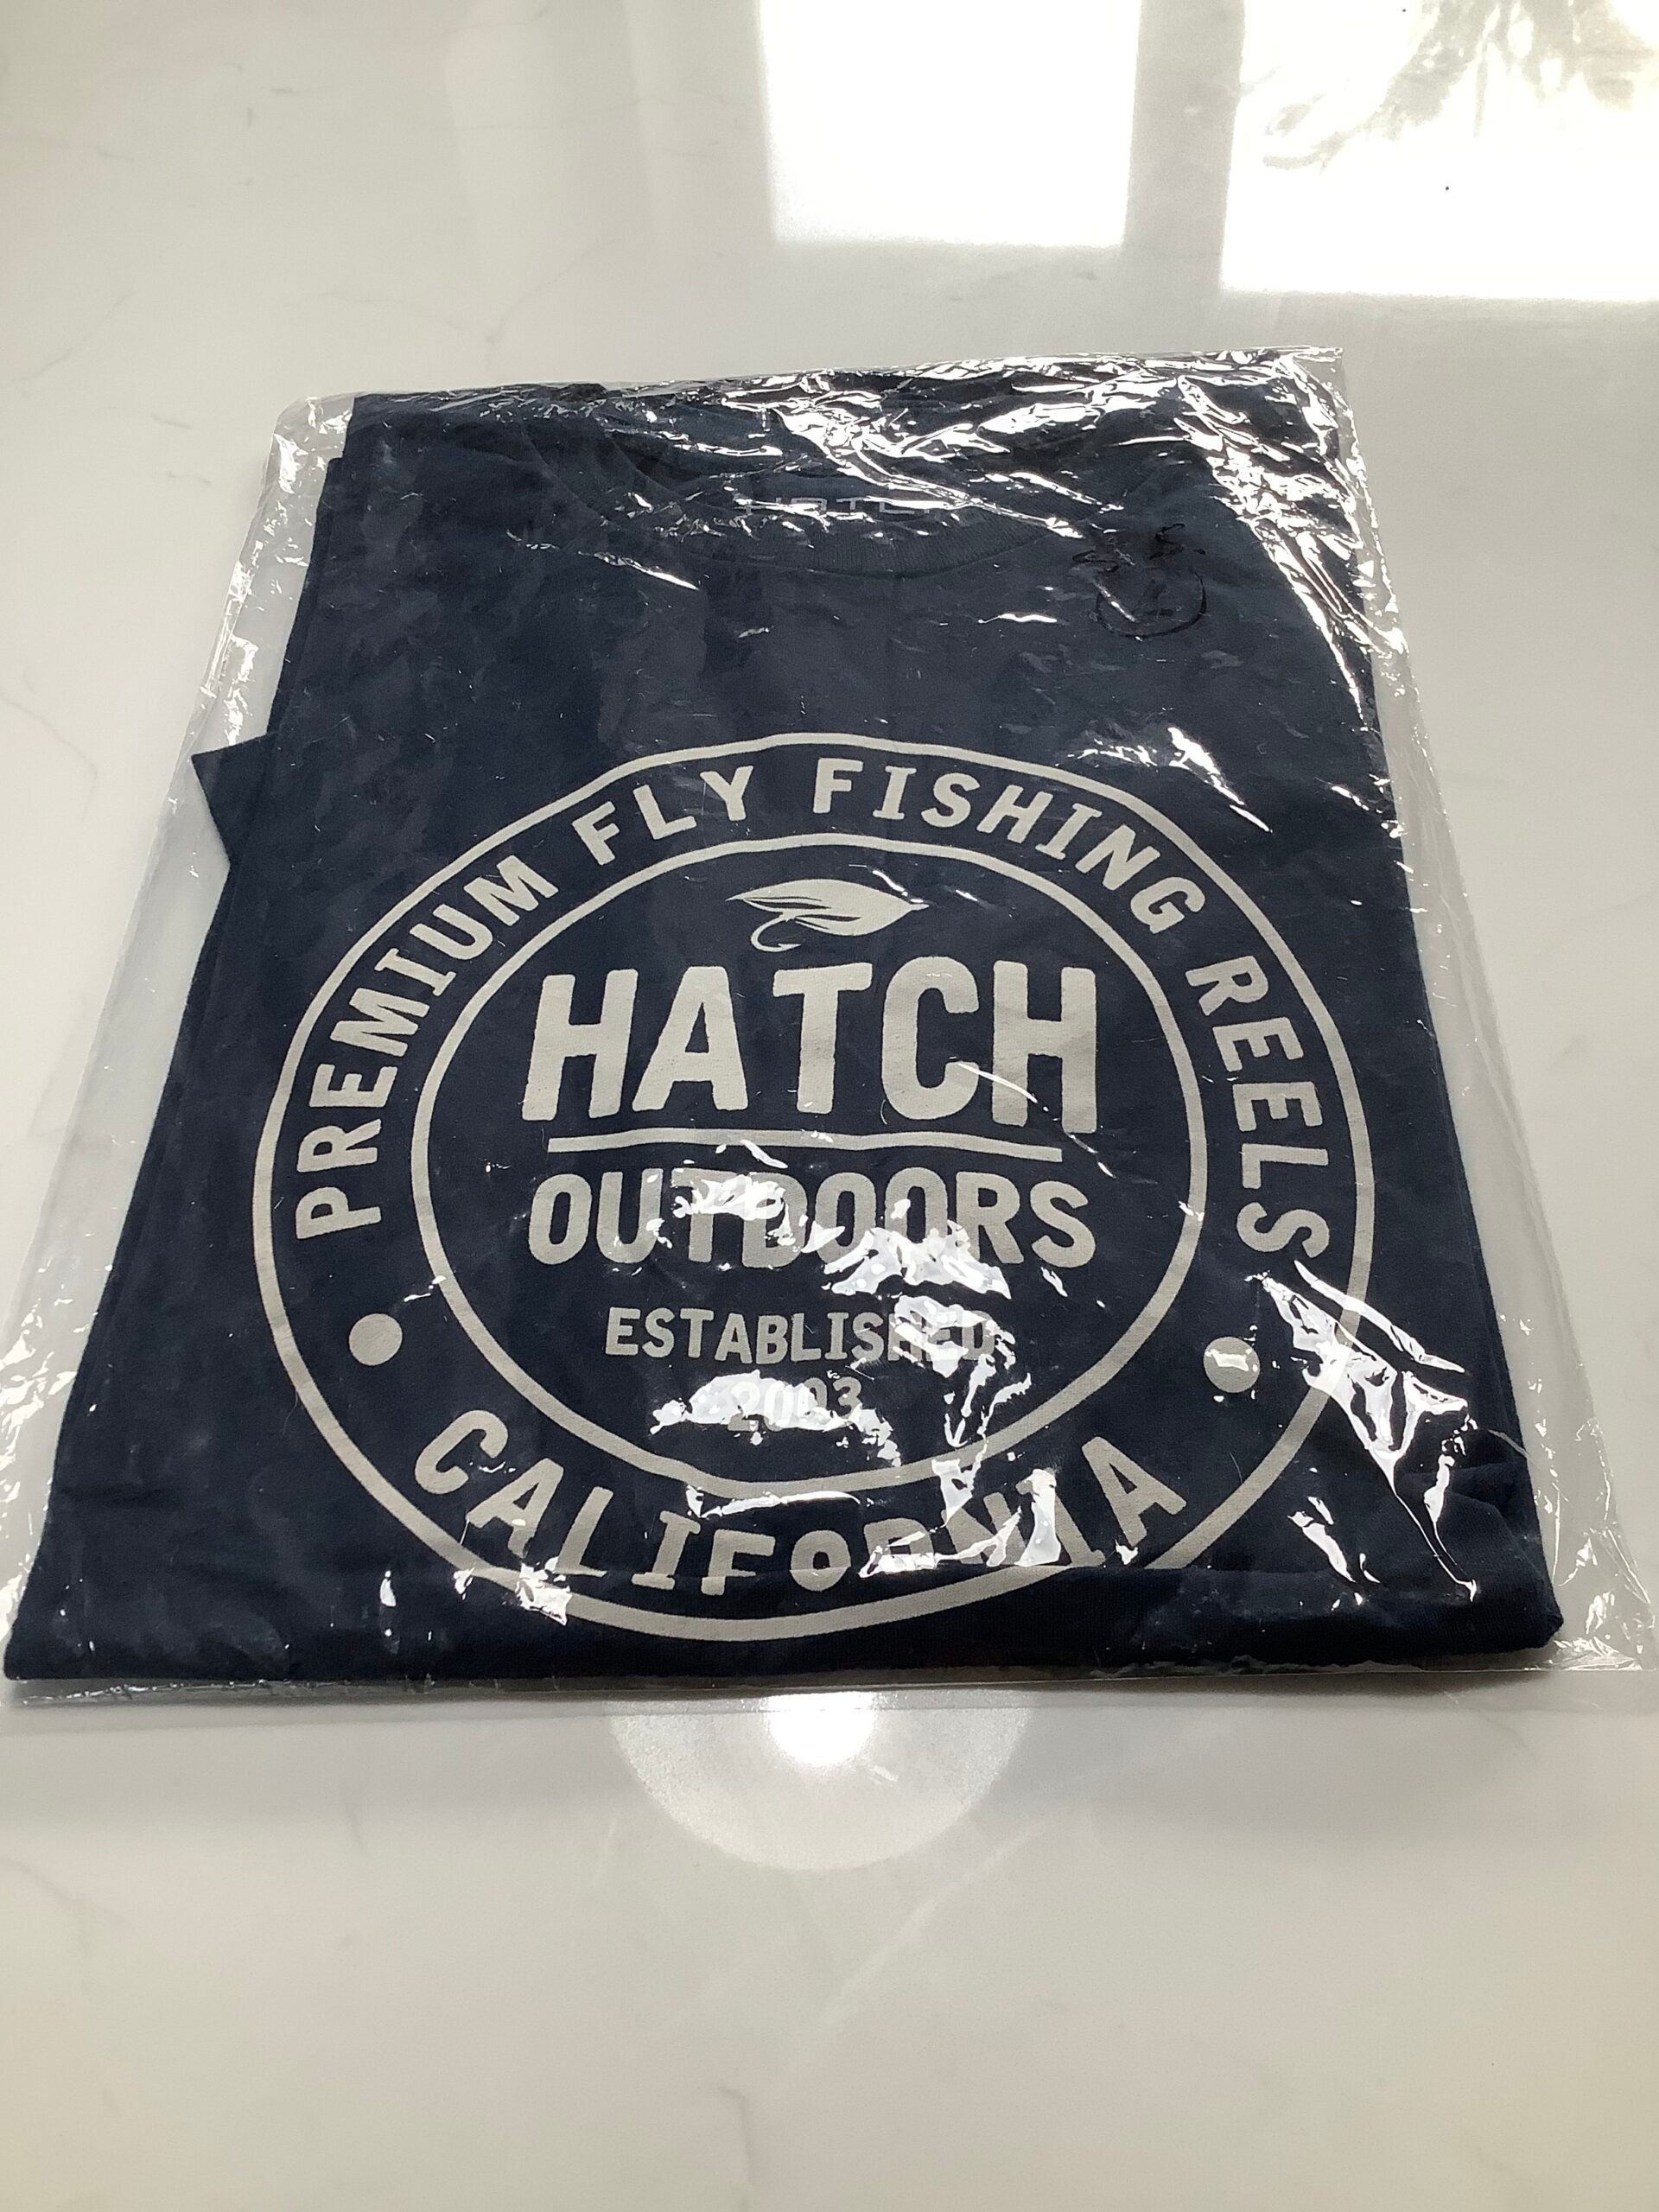 PREMIUM FLY FISHING REELS
HATCH
OUTDOORS
ESTABLISHED
2003
CALIFORNIA